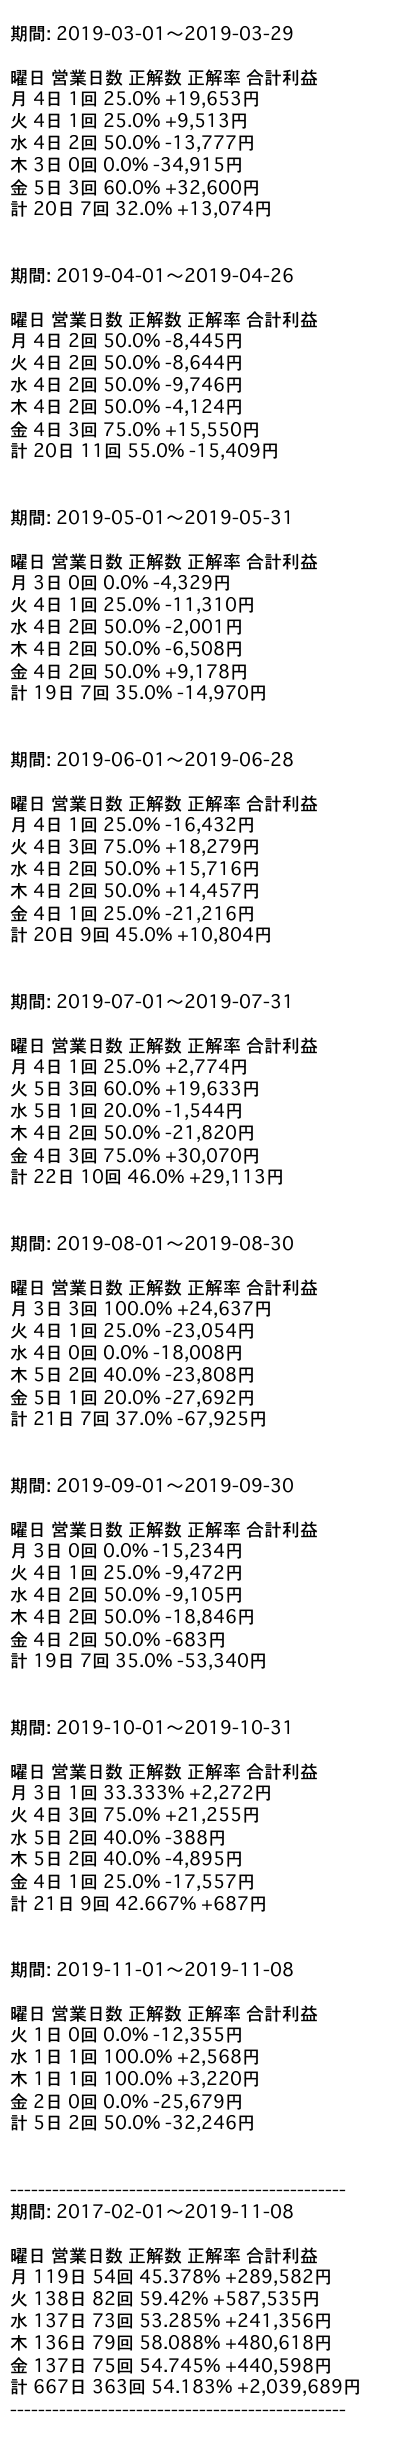 期間: 2019-03-01～2019-03-29
曜日 営業日数 正解数 正解率 合計利益
月 4日 1回 25.0% +19,653円
火 4日 1回 25.0% +9,513円
水 4日 2回 50.0% -13,777円
木 3日 0回 0.0% -34,915円
金 5日 3回 60.0% +32,600円
計 20日 7回 32.0% +13,074円
期間: 2019-04-01～2019-04-26
曜日 営業日数 正解数 正解率 合計利益
月 4日 2回 50.0% -8,445円
火 4日 2回 50.0% -8,644円
水 4日 2回 50.0% -9,746円
木 4日 2回 50.0% -4,124円
金 4日 3回 75.0% +15,550円
計 20日 11回 55.0% -15,409円
期間: 2019-05-01～2019-05-31
曜日 営業日数 正解数 正解率 合計利益
月 3日 0回 0.0% -4,329円
火 4日 1回 25.0% -11,310円
水 4日 2回 50.0% -2,001円
木 4日 2回 50.0% -6,508円
金 4日 2回 50.0% +9,178円
計 19日 7回 35.0% -14,970円
期間: 2019-06-01～2019-06-28
曜日 営業日数 正解数 正解率 合計利益
月 4日 1回 25.0% -16,432円
火 4日 3回 75.0% +18,279円
水 4日 2回 50.0% +15,716円
木 4日 2回 50.0% +14,457円
金 4日 1回 25.0% -21,216円
計 20日 9回 45.0% +10,804円
期間: 2019-07-01～2019-07-31
曜日 営業日数 正解数 正解率 合計利益
月 4日 1回 25.0% +2,774円
火 5日 3回 60.0% +19,633円
水 5日 1回 20.0% -1,544円
木 4日 2回 50.0% -21,820円
金 4日 3回 75.0% +30,070円
計 22日 10回 46.0% +29,113円
期間: 2019-08-01～2019-08-30
曜日 営業日数 正解数 正解率 合計利益
月 3日 3回 100.0% +24,637円
火 4日 1回 25.0% -23,054円
水 4日 0回 0.0% -18,008円
木 5日 2回 40.0% -23,808円
金 5日 1回 20.0% -27,692円
計 21日 7回 37.0% -67,925円
期間: 2019-09-01～2019-09-30
曜日 営業日数 正解数 正解率 合計利益
月 3日 0回 0.0% -15,234円
火 4日 1回 25.0% -9,472円
水 4日 2回 50.0% -9,105円
木 4日 2回 50.0% -18,846円
金 4日 2回 50.0% -683円
計 19日 7回 35.0% -53,340円
期間: 2019-10-01～2019-10-31
曜日 営業日数 正解数 正解率 合計利益
月 3日 1回 33.333% +2,272円
火 4日 3回 75.0% +21,255円
水 5日 2回 40.0% -388円
木 5日 2回 40.0% -4,895円
金 4日 1回 25.0% -17,557円
計 21日 9回 42.667% +687円
期間: 2019-11-01～2019-11-08
曜日 営業日数 正解数 正解率 合計利益
火 1日 0回 0.0% -12,355円
水 1日 1回 100.0% +2,568円
木 1日 1回 100.0% +3,220円
金 2日 0回 0.0% -25,679円
計 5日 2回 50.0% -32,246円
------------------------------------------------
期間: 2017-02-01～2019-11-08
曜日 営業日数 正解数 正解率 合計利益
月 119日 54回 45.378% +289,582円
火 138日 82回 59.42% +587,535円
水 137日 73回 53.285% +241,356円
木 136日 79回 58.088% +480,618円
金 137日 75回 54.745% +440,598円
計 667日 363回 54.183% +2,039,689円
------------------------------------------------